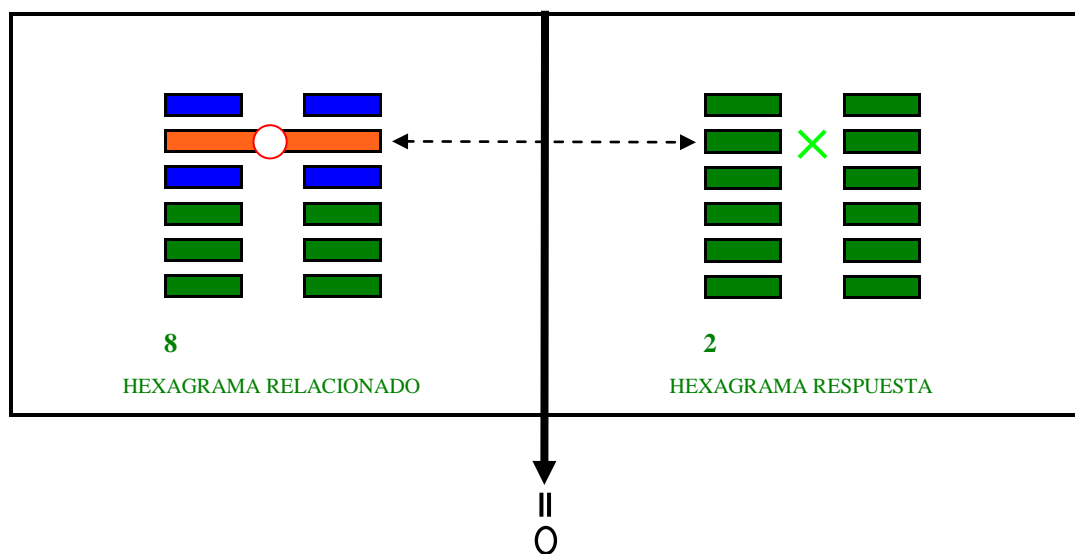 8
HEXAGRAMA RELACIONADO
2
HEXAGRAMA RESPUESTA
=
O